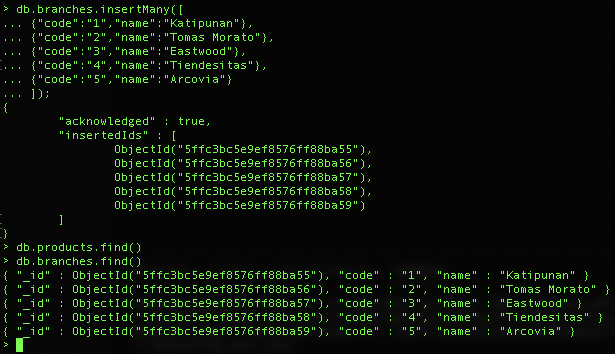 > db.branches.insertMany([
... {"code":"1","name":"Katipunan"},
... {"code":"2","name":"Tomas Morato"},
... {"code":"3","name":"Eastwood"},
... {"code":"4","name":"Tiendesitas"},
... {"code":"5","name":"Arcovia"}
... ]);
{
        "acknowledged" : true,
        "insertedIds" : [
                ObjectId("5ffc3bc5e9ef8576ff88ba55"),
                ObjectId("5ffc3bc5e9ef8576ff88ba56"),
                ObjectId("5ffc3bc5e9ef8576ff88ba57"),
                ObjectId("5ffc3bc5e9ef8576ff88ba58"),
                ObjectId("5ffc3bc5e9ef8576ff88ba59")
        ]
}
> db.products.find()
> db.branches.find()
{ "_id" : ObjectId("5ffc3bc5e9ef8576ff88ba55"), "code" : "1", "name" : "Katipunan" }
{ "_id" : ObjectId("5ffc3bc5e9ef8576ff88ba56"), "code" : "2", "name" : "Tomas Morato" }
{ "_id" : ObjectId("5ffc3bc5e9ef8576ff88ba57"), "code" : "3", "name" : "Eastwood" }
{ "_id" : ObjectId("5ffc3bc5e9ef8576ff88ba58"), "code" : "4", "name" : "Tiendesitas" }
{ "_id" : ObjectId("5ffc3bc5e9ef8576ff88ba59"), "code" : "5", "name" : "Arcovia" }
>